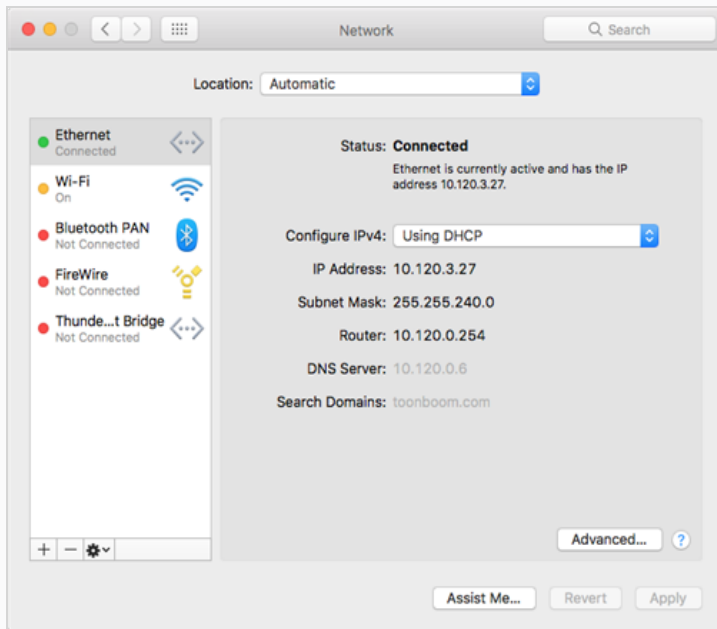 Network
Search
Location: Automatic
Ethernet
Connected
Wi-Fi
On
Bluetooth PAN
Not Connected
FireWire
Not Connected
Thunde...t Bridge
Not Connected
Status: Connected
Ethernet is currently active and has the IP
address 10.120.3.27.
Configure IPv4: Using DHCP
IP Address: 10.120.3.27
Subnet Mask: 255.255.240.0
Router: 10.120.0.254
DNS Server: 10.120.0.6
Search Domains: toonboom.com
Advanced... ?
Assist Me... Revert Apply